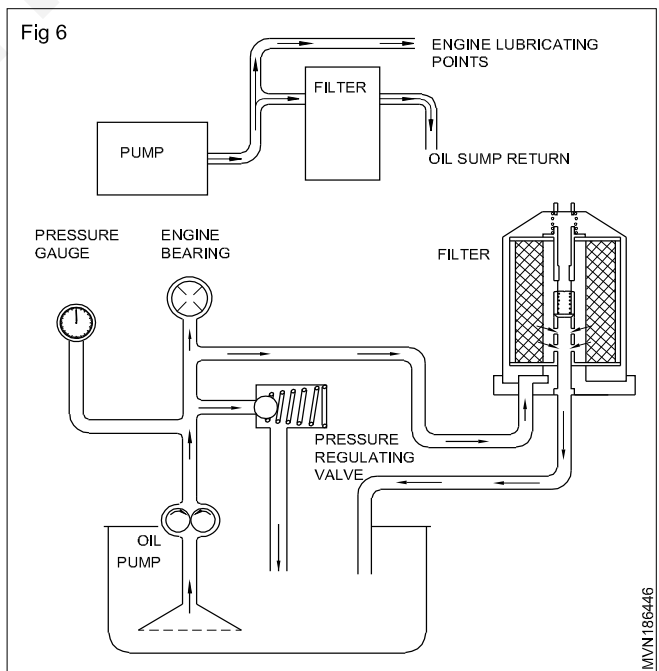 Fig 6
ENGINE LUBRICATING
POINTS
FILTER
PUMP
OIL SUMP RETURN
PRESSURE
GAUGE
ENGINE
BEARING
FILTER
PRESSURE
REGULATING
VALVE
OIL
PUMP
MVN186446